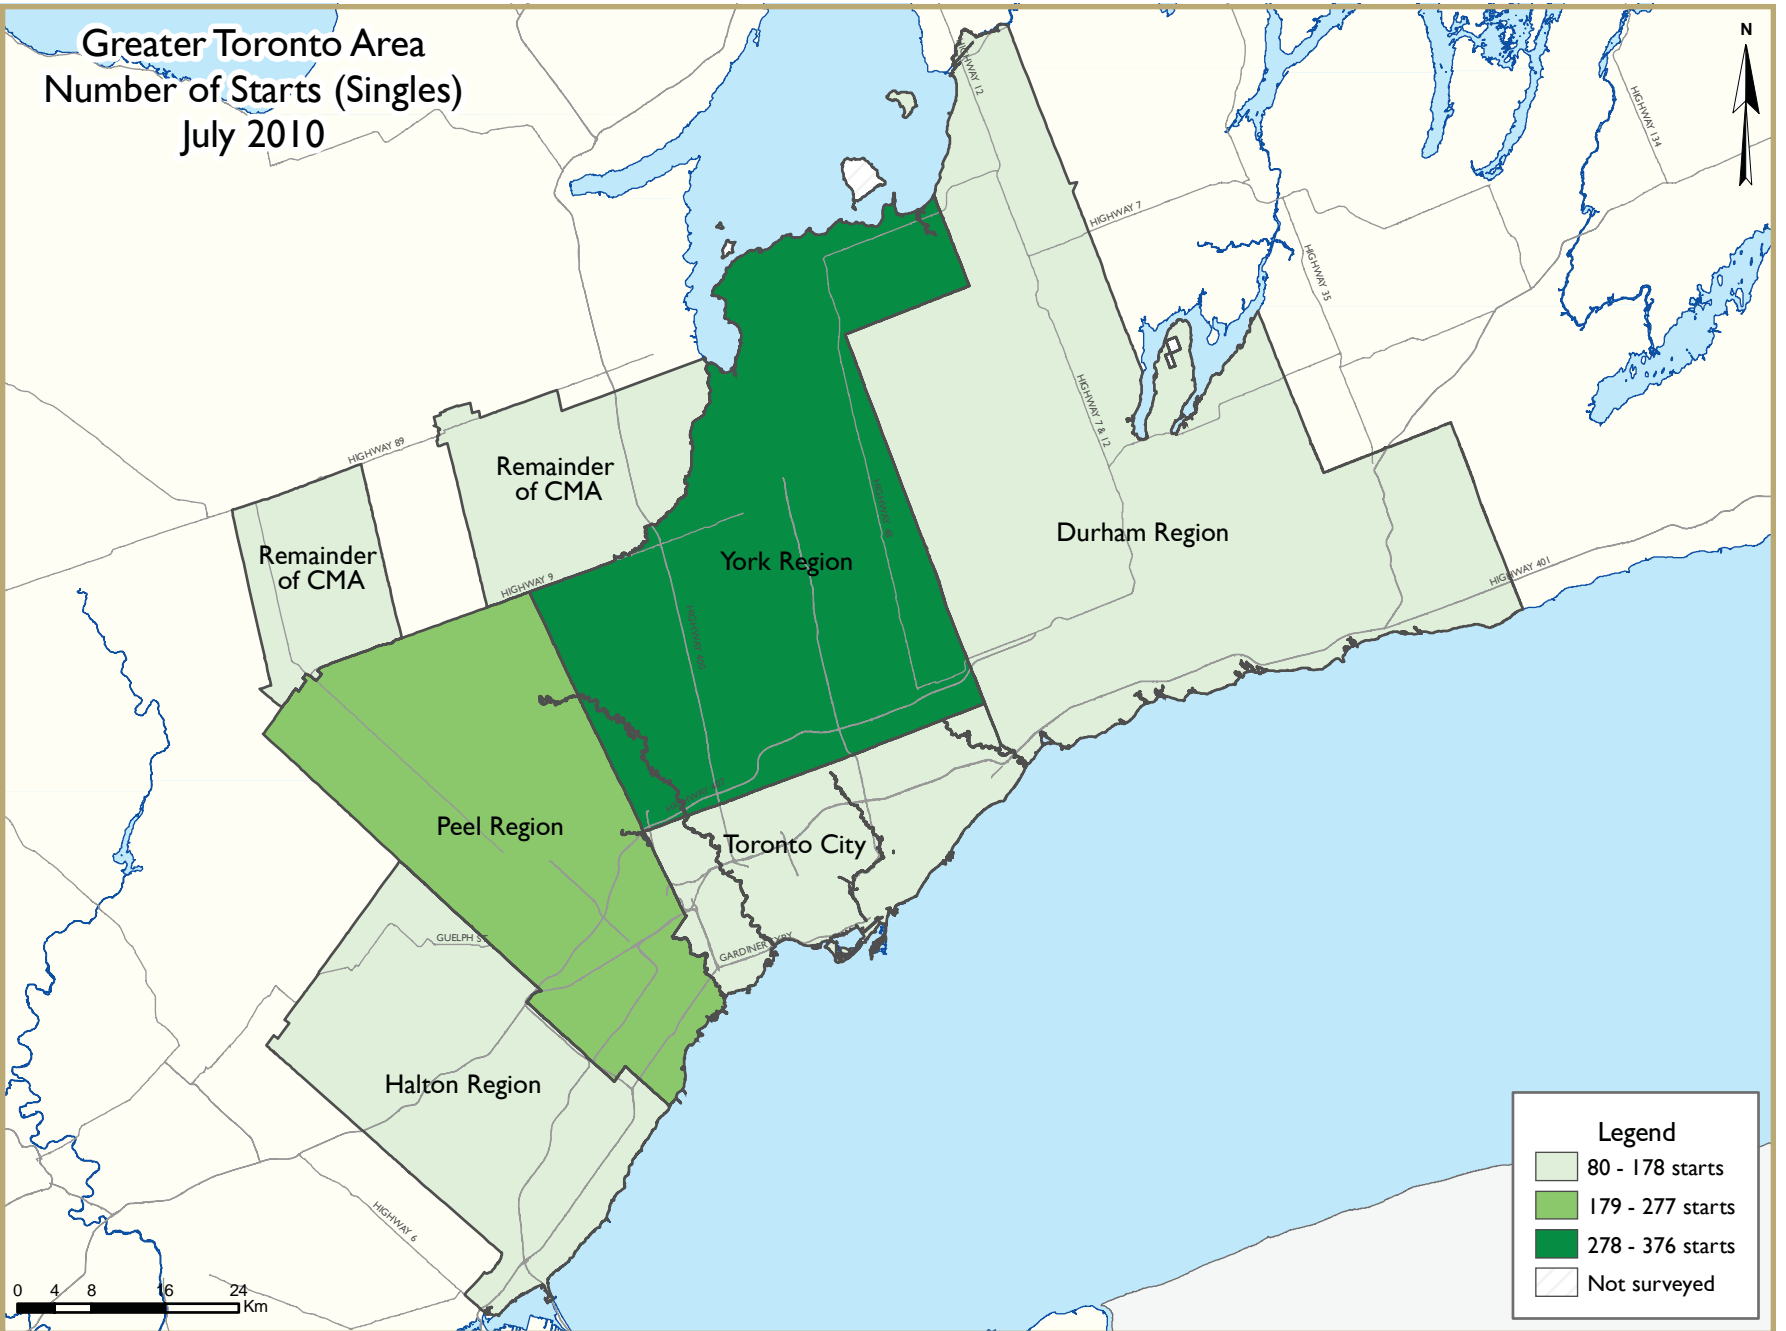 Greater Toronto Area
Number of Starts (Singles)
July 2010
N
HIGHWAY 12
HIGHWAY 134
HIGHWAY 7
HIGHWAY 35
HIGHWAY 7 & 12
HIGHWAY 89
Remainder
of CMA
Remainder
of CMA
HIGHWAY 9
York Region
Durham Region
HIGHWAY 401
Peel Region
Toronto City
GUELPH ST
GARDINER XPY
Halton Region
HIGHWAY 6
Legend
80 - 178 starts
179 - 277 starts
278 - 376 starts
Not surveyed
0 4 8 16 24
Km